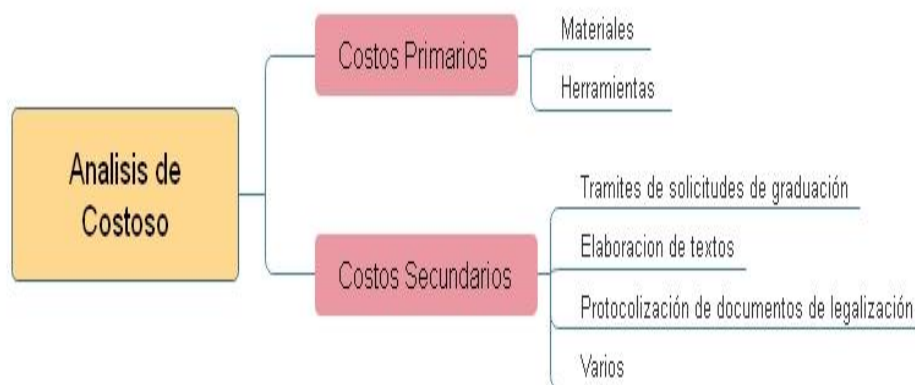 Analisis de
Costoso
Costos Primarios
Materiales
Herramientas
Costos Secundarios
Tramites de solicitudes de graduación
Elaboracion de textos
Protocolización de documentos de legalización
Varios